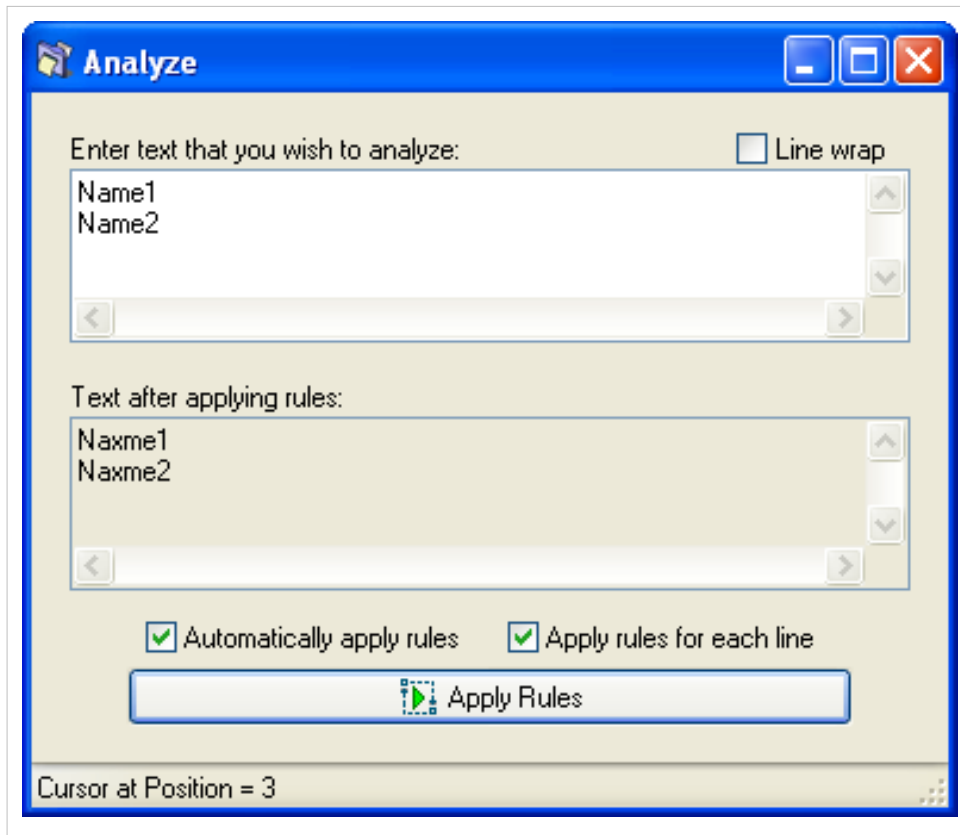 Analyze
Enter text that you wish to analyze:
Line wrap
Name1
Name2
Text after applying rules:
Naxme1
Naxme2
Automatically apply rules
Apply rules for each line
Apply Rules
Cursor at Position = 3